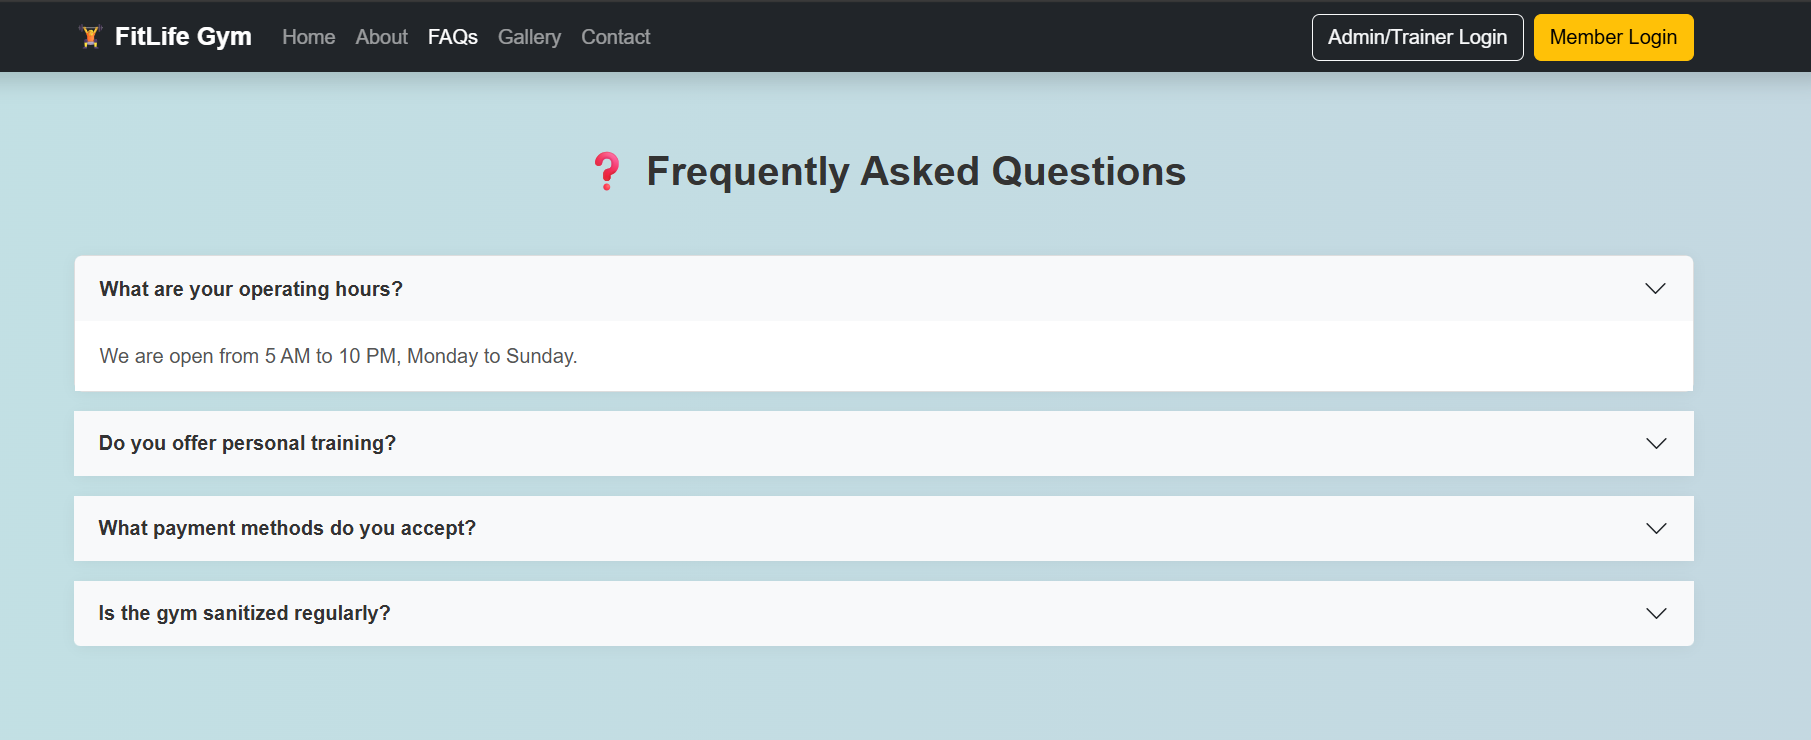 FitLife Gym Home About FAQs Gallery Contact Admin/Trainer Login Member Login
Frequently Asked Questions
What are your operating hours?
We are open from 5 AM to 10 PM, Monday to Sunday.
Do you offer personal training?
What payment methods do you accept?
Is the gym sanitized regularly?